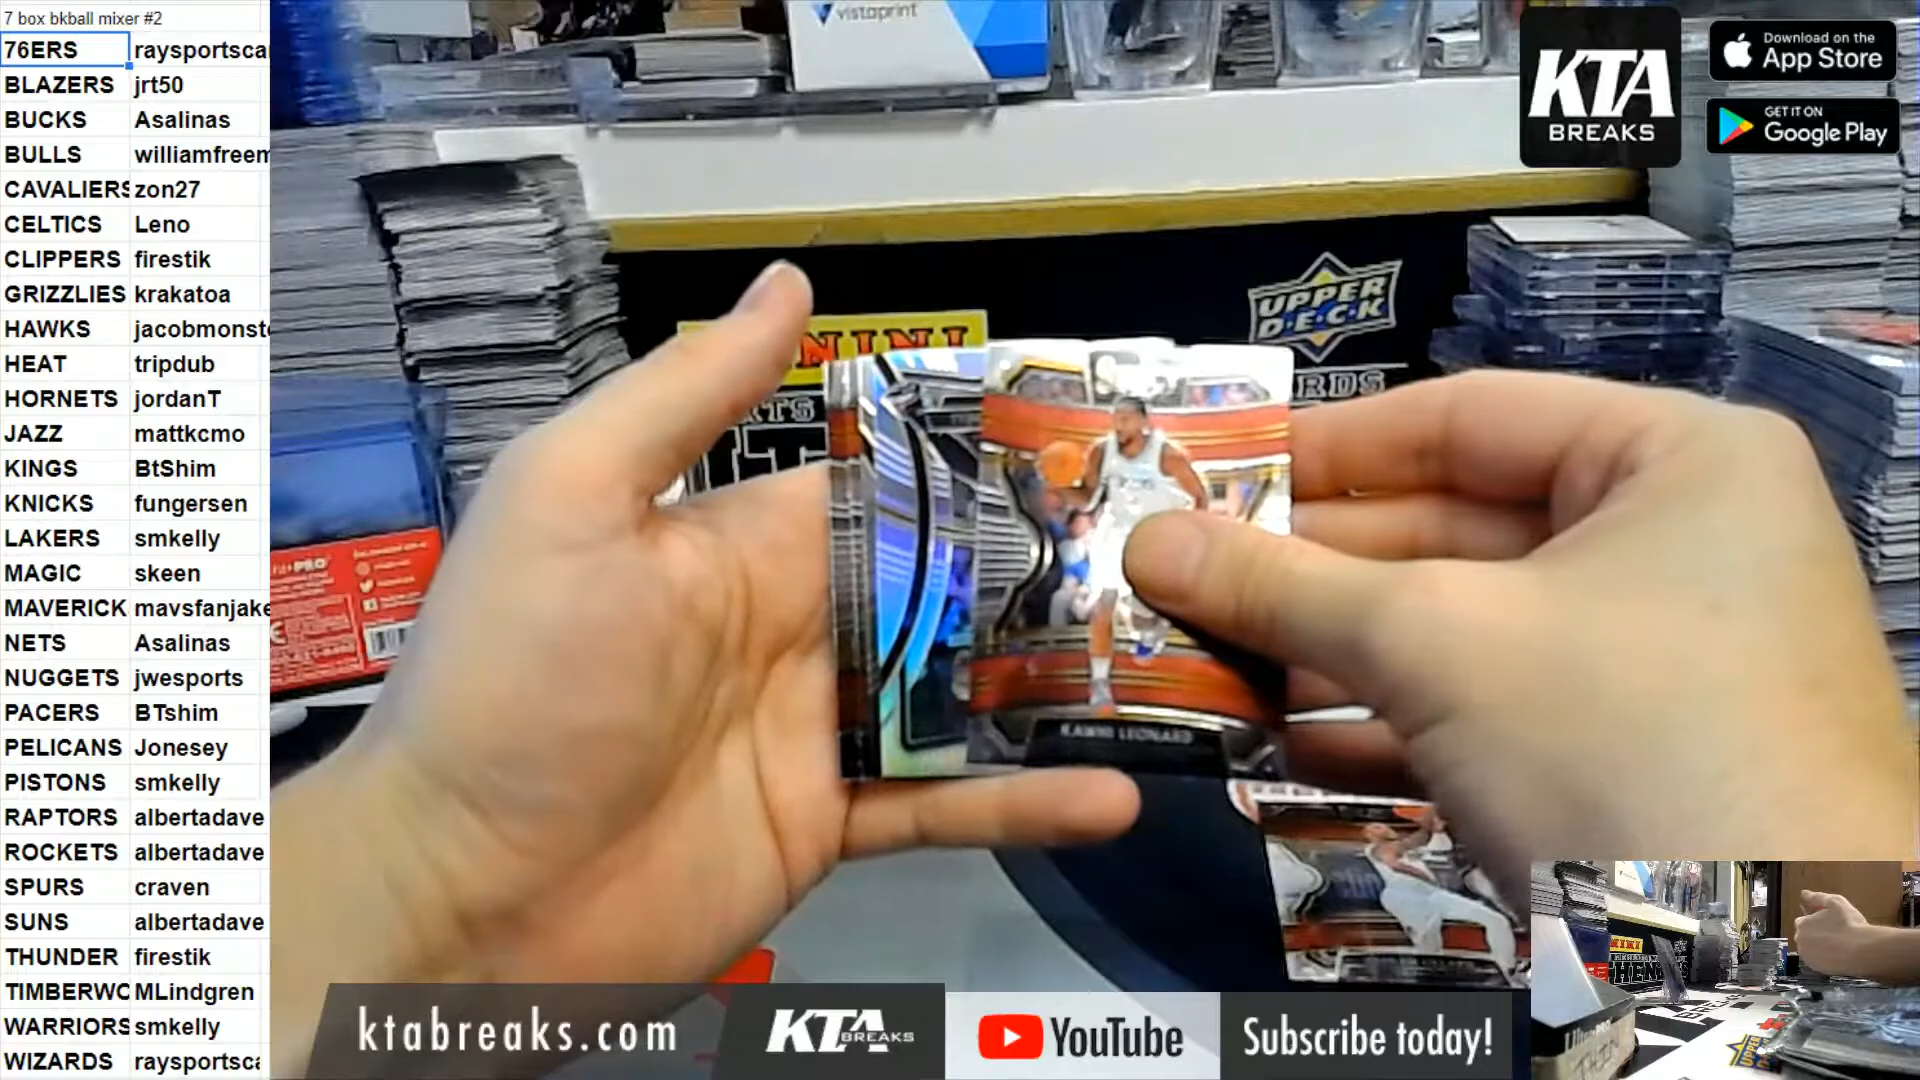 7 box bkball mixer #2
76ERS raysportscar
BLAZERS jrt50
BUCKS Asalinas
BULLS williamfreem
CAVALIERS zon27
CELTICS Leno
CLIPPERS firestik
GRIZZLIES krakatoa
HAWKS jacobmonste
HEAT tripdub
HORNETS jordanT
JAZZ mattkcmo
KINGS BtShim
KNICKS fungersen
LAKERS smkelly
MAGIC skeen
MAVERICK mavsfanjake
NETS Asalinas
NUGGETS jwesports
PACERS BTshim
PELICANS Jonesey
PISTONS smkelly
RAPTORS albertadave
ROCKETS albertadave
SPURS craven
SUNS albertadave
THUNDER firestik
TIMBERWC MLindgren
WARRIORS smkelly
WIZARDS raysportsca
vistaprint
KTA
BREAKS
Download on the
App Store
GET IT ON
Google Play
UPPER
DECK
KAWHI LEONARD
ktabreaks.com
KTA BREAKS
YouTube
Subscribe today!